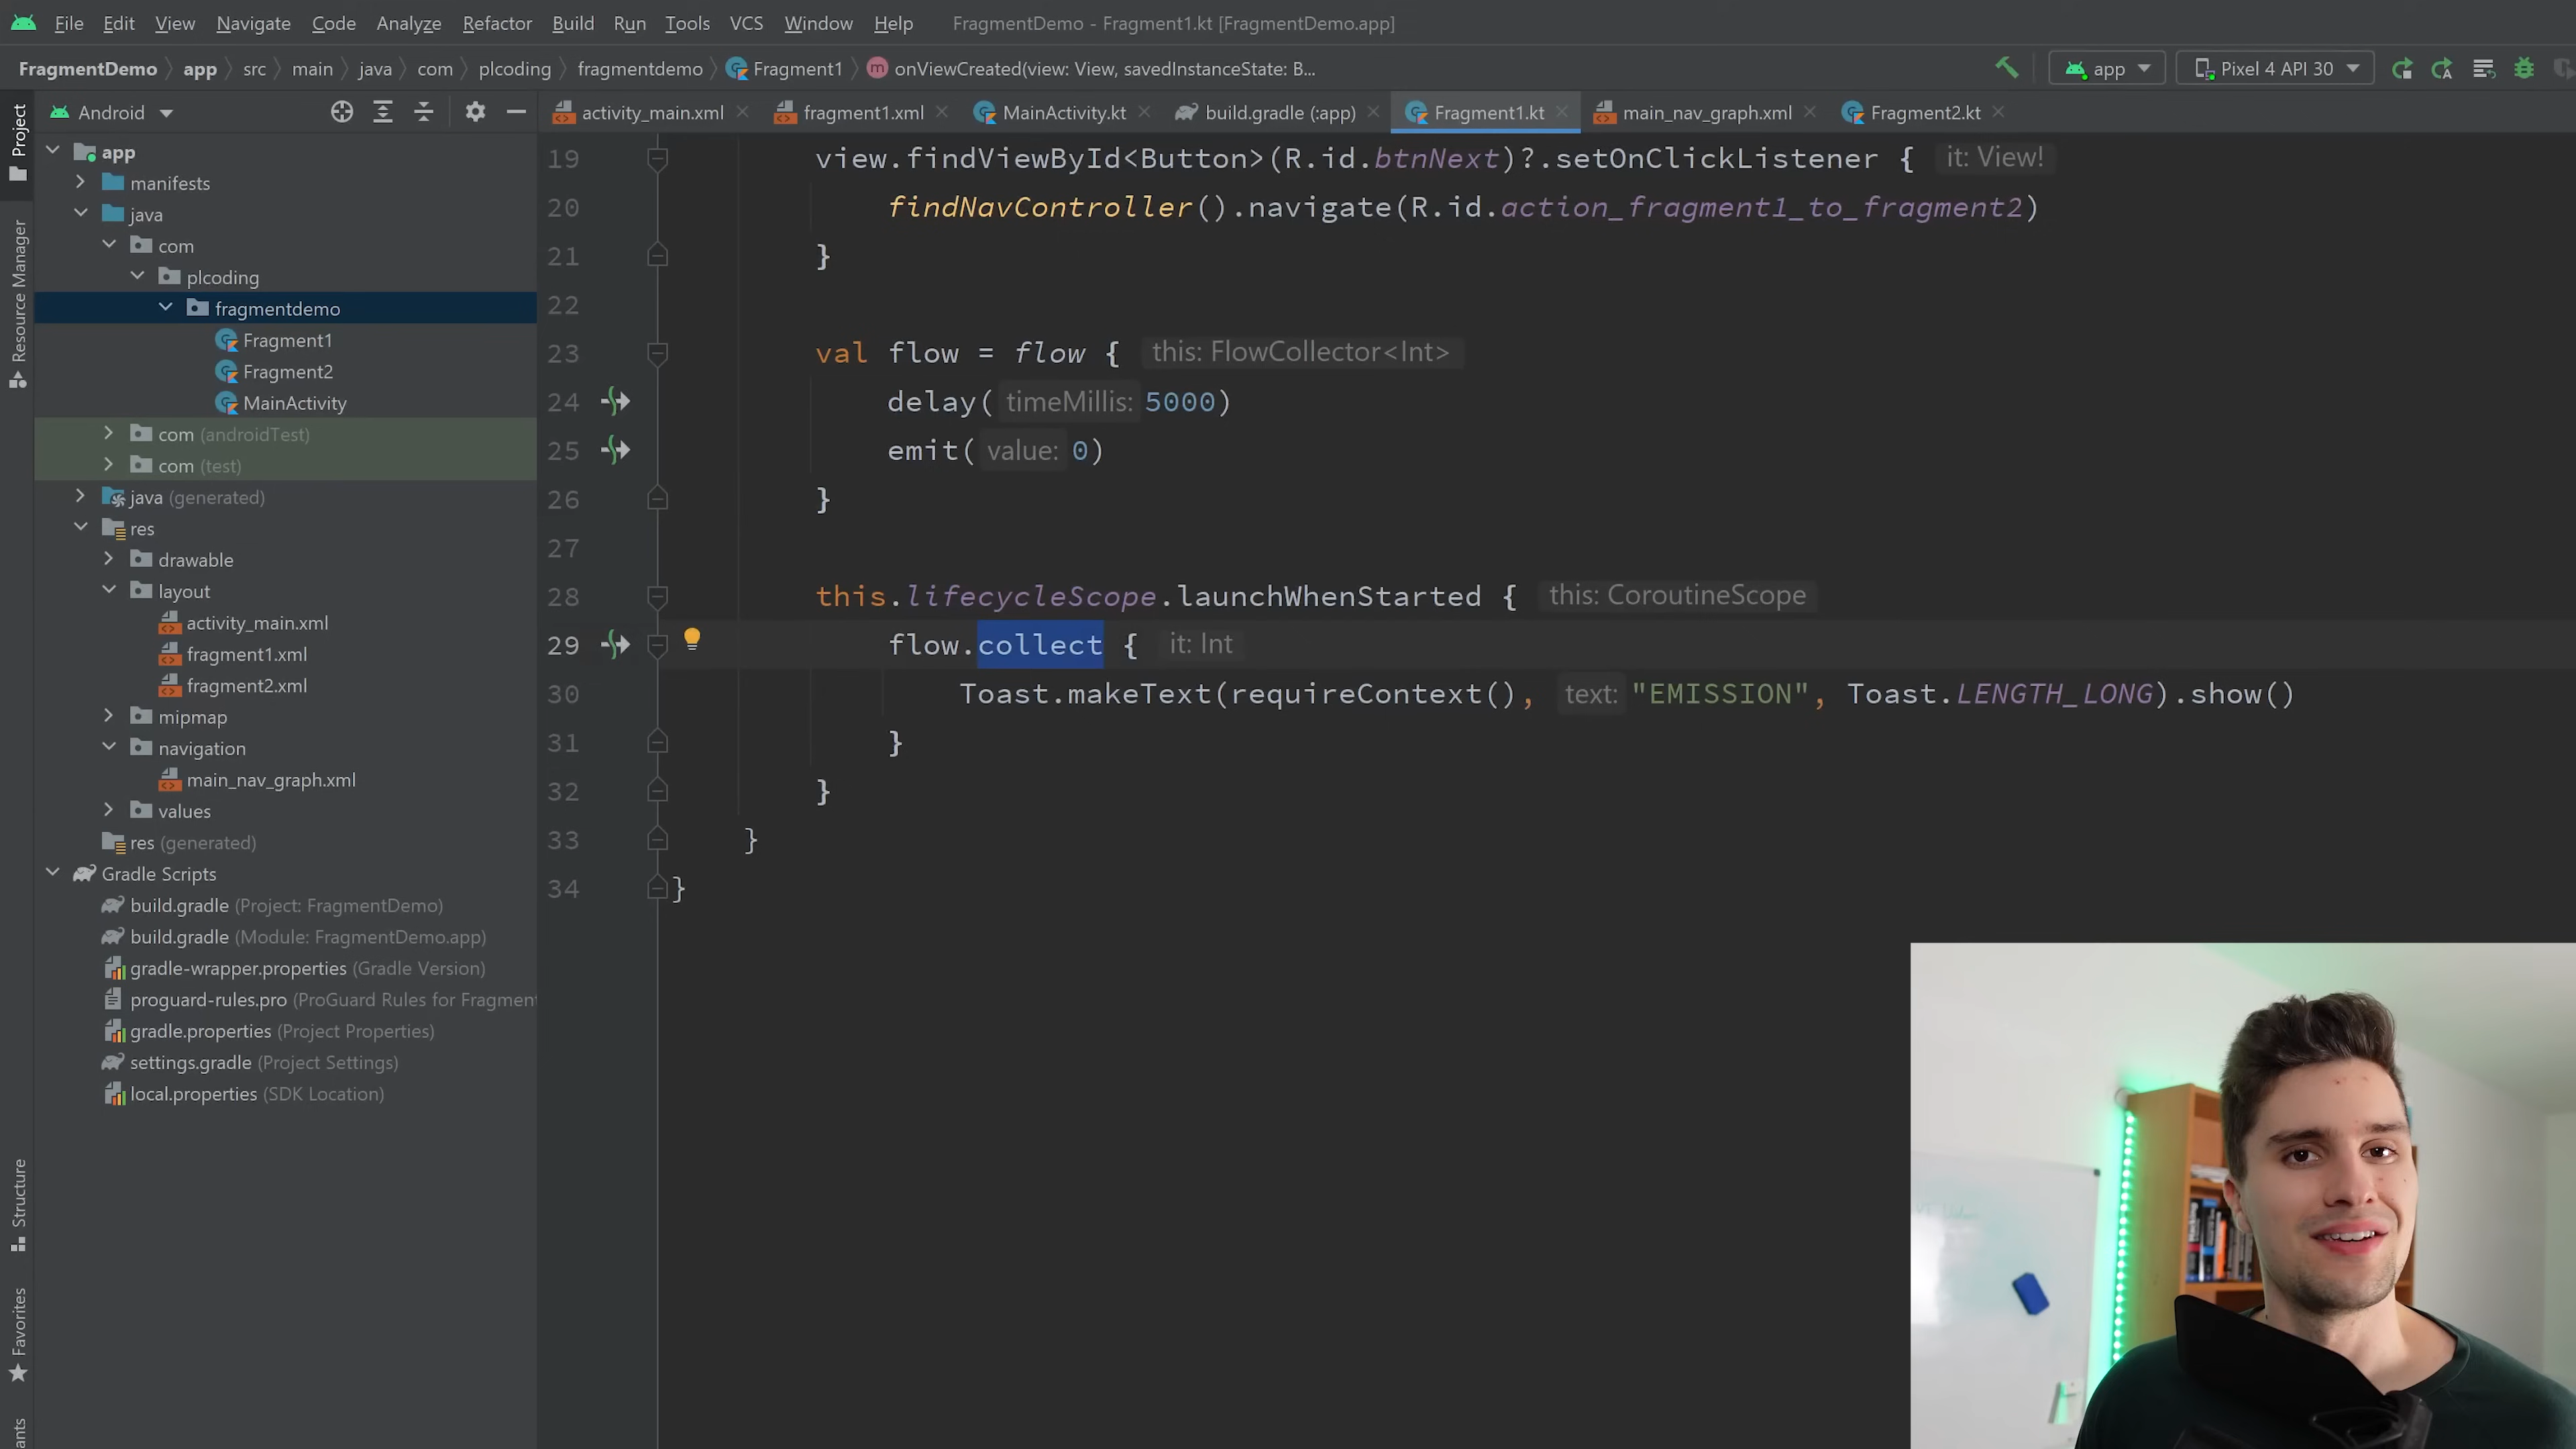 File Edit View Navigate Code Analyze Refactor Build Run Tools VCS Window Help FragmentDemo - Fragment1.kt [FragmentDemo.app]
FragmentDemo app src main java com plcoding fragmentdemo Fragment1 onViewCreated(view: View, savedInstanceState: B... app Pixel 4 API 30
Android
activity_main.xml fragment1.xml MainActivity.kt build.gradle (:app) Fragment1.kt main_nav_graph.xml Fragment2.kt
Project
Resource Manager
Structure
Favorites
app
manifests
java
com
plcoding
fragmentdemo
Fragment1
Fragment2
MainActivity
com (androidTest)
com (test)
java (generated)
res
drawable
layout
activity_main.xml
fragment1.xml
fragment2.xml
mipmap
navigation
main_nav_graph.xml
values
res (generated)
Gradle Scripts
build.gradle (Project: FragmentDemo)
build.gradle (Module: FragmentDemo.app)
gradle-wrapper.properties (Gradle Version)
proguard-rules.pro (ProGuard Rules for Fragment
gradle.properties (Project Properties)
settings.gradle (Project Settings)
local.properties (SDK Location)
19 view.findViewById<Button>(R.id.btnNext)?.setOnClickListener { it: View!
20 findNavController().navigate(R.id.action_fragment1_to_fragment2)
21 }
22
23 val flow = flow { this: FlowCollector<Int>
24 delay( timeMillis: 5000)
25 emit( value: 0)
26 }
27
28 this.lifecycleScope.launchWhenStarted { this: CoroutineScope
29 flow.collect { it: Int
30 Toast.makeText(requireContext(), text: "EMISSION", Toast.LENGTH_LONG).show()
31 }
32 }
33 }
34 }